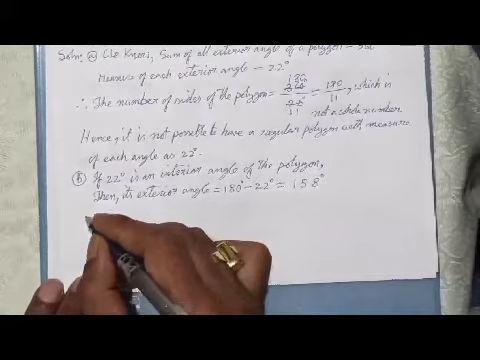 Soln: ⓐ We know, Sum of all exterior angle of a polygon = 360°
Measure of each exterior angle = 22°
∴ The number of sides of the polygon = 360/22 = 180/11, which is
not a whole number
Hence, it is not possible to have a regular polygon with measure
of each angle as 22°.
ⓑ If 22° is an interior angle of the polygon,
Then, its exterior angle = 180° - 22° = 158°